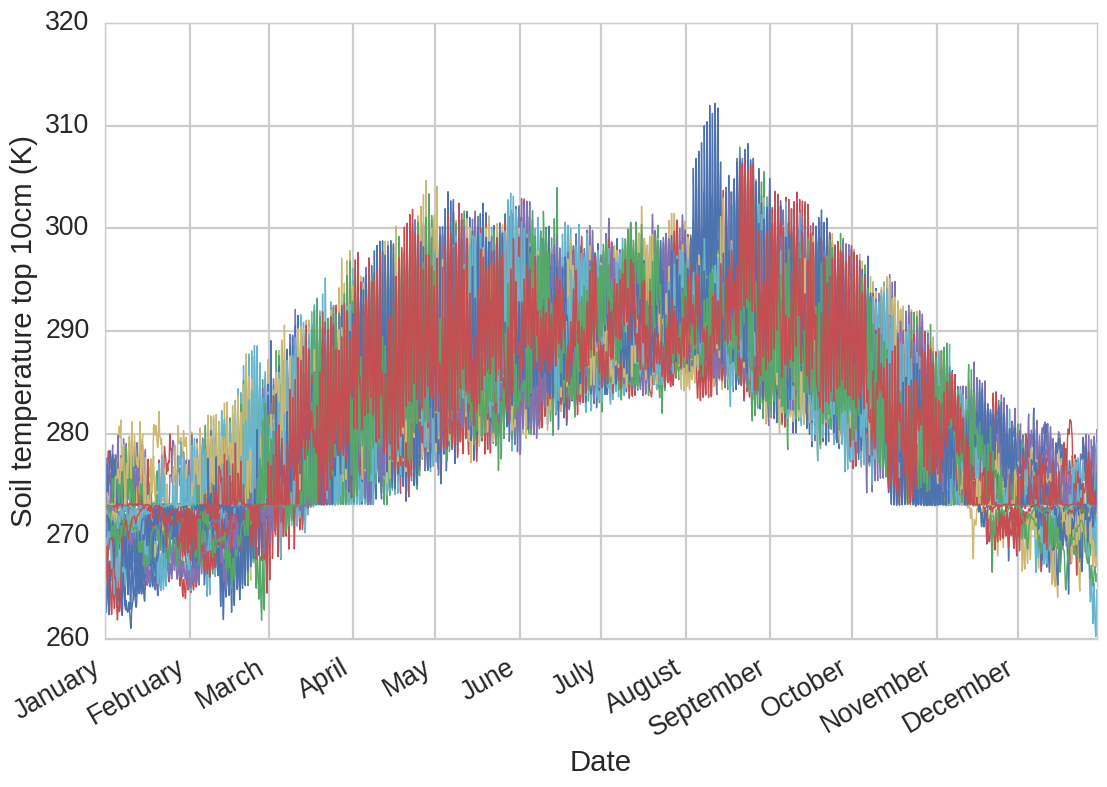 320
310
300
290
280
270
260
Soil temperature top 10cm (K)
January
February
March
April
May
June
July
August
September
October
November
December
Date